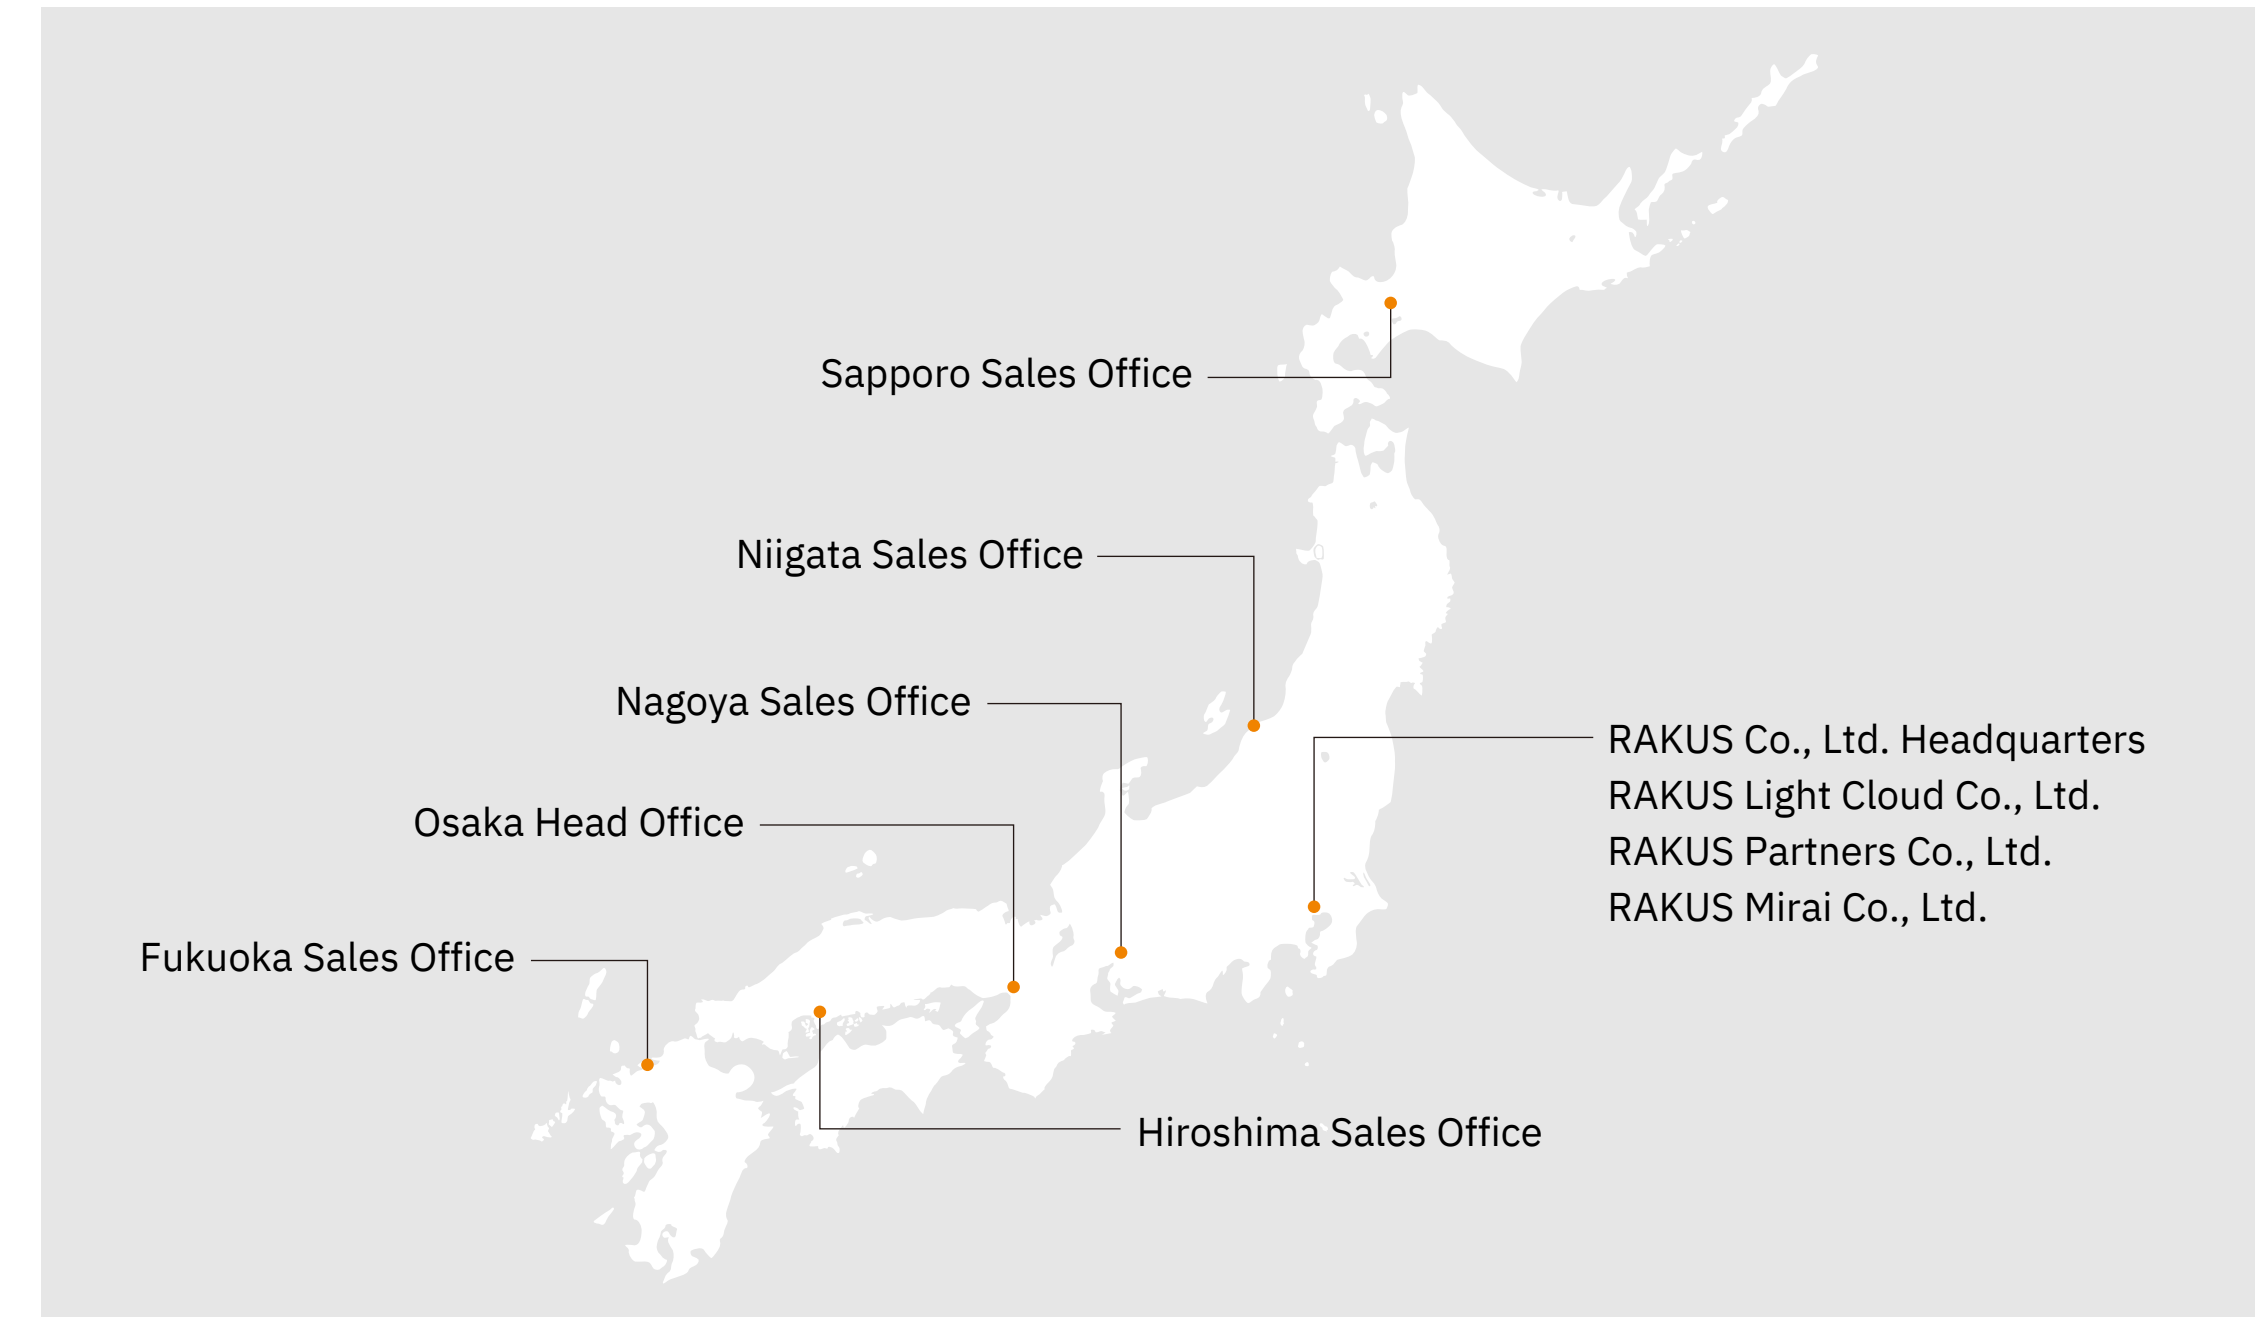 Sapporo Sales Office
Niigata Sales Office
Nagoya Sales Office
RAKUS Co., Ltd. Headquarters
RAKUS Light Cloud Co., Ltd.
RAKUS Partners Co., Ltd.
RAKUS Mirai Co., Ltd.
Osaka Head Office
Fukuoka Sales Office
Hiroshima Sales Office